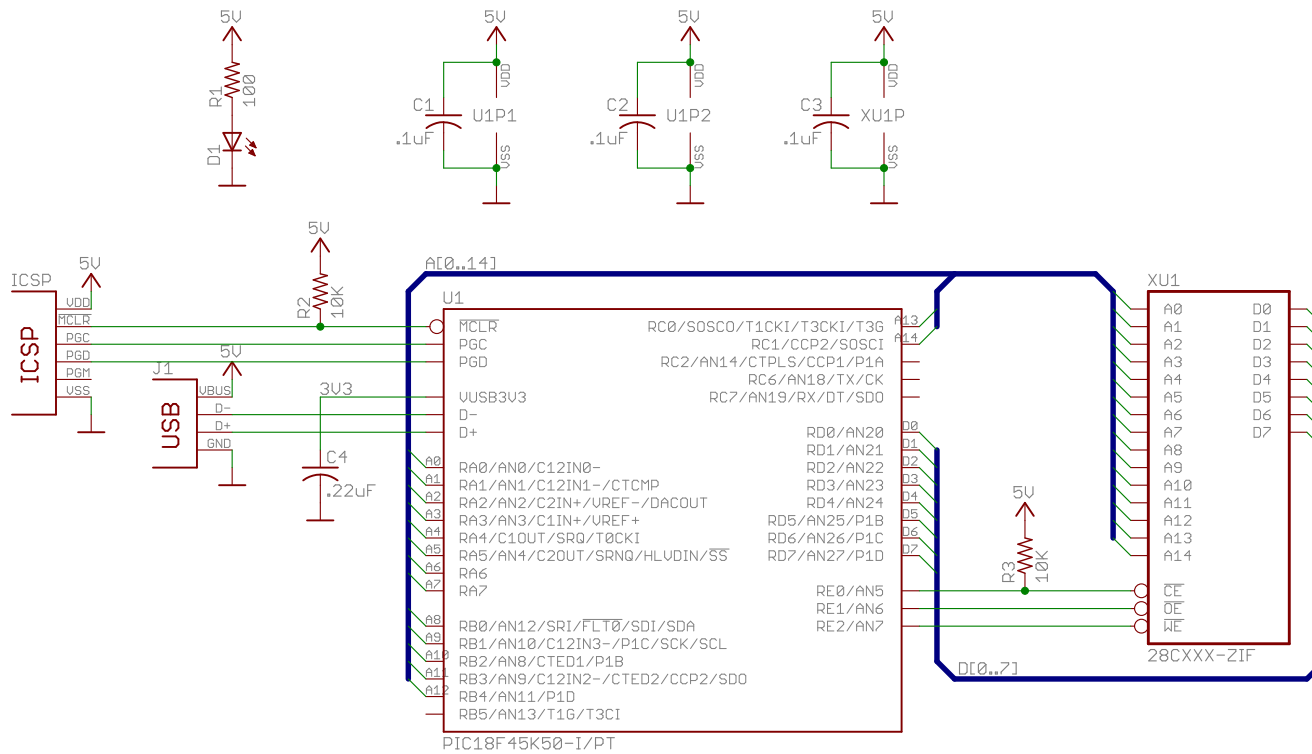 5V
R1
100
D1
5V
VDD
C1
.1uF
U1P1
VSS
5V
VDD
C2
.1uF
U1P2
VSS
5V
VDD
C3
.1uF
XU1P
VSS
ICSP
5V
ICSP
VDD
MCLR
PGC
PGD
PGM
VSS
5V
R2
10K
J1
5V
USB
VBUS
D-
D+
GND
3V3
C4
.22uF
A[0..14]
U1
MCLR
PGC
PGD
VUSB3V3
D-
D+
A0 RA0/AN0/C12IN0-
A1 RA1/AN1/C12IN1-/CTCMP
A2 RA2/AN2/C2IN+/VREF-/DACOUT
A3 RA3/AN3/C1IN+/VREF+
A4 RA4/C1OUT/SRQ/T0CKI
A5 RA5/AN4/C2OUT/SRNQ/HLVDIN/SS
A6 RA6
A7 RA7
A8 RB0/AN12/SRI/FLT0/SDI/SDA
A9 RB1/AN10/C12IN3-/P1C/SCK/SCL
A10 RB2/AN8/CTED1/P1B
A11 RB3/AN9/C12IN2-/CTED2/CCP2/SDO
A12 RB4/AN11/P1D
RB5/AN13/T1G/T3CI
RC0/SOSCO/T1CKI/T3CKI/T3G A13
RC1/CCP2/SOSCI A14
RC2/AN14/CTPLS/CCP1/P1A
RC6/AN18/TX/CK
RC7/AN19/RX/DT/SDO
RD0/AN20 D0
RD1/AN21 D1
RD2/AN22 D2
RD3/AN23 D3
RD4/AN24 D4
RD5/AN25/P1B D5
RD6/AN26/P1C D6
RD7/AN27/P1D D7
RE0/AN5
RE1/AN6
RE2/AN7
PIC18F45K50-I/PT
5V
R3
10K
D[0..7]
XU1
A0 D0
A1 D1
A2 D2
A3 D3
A4 D4
A5 D5
A6 D6
A7 D7
A8
A9
A10
A11
A12
A13
A14
CE
OE
WE
28CXXX-ZIF